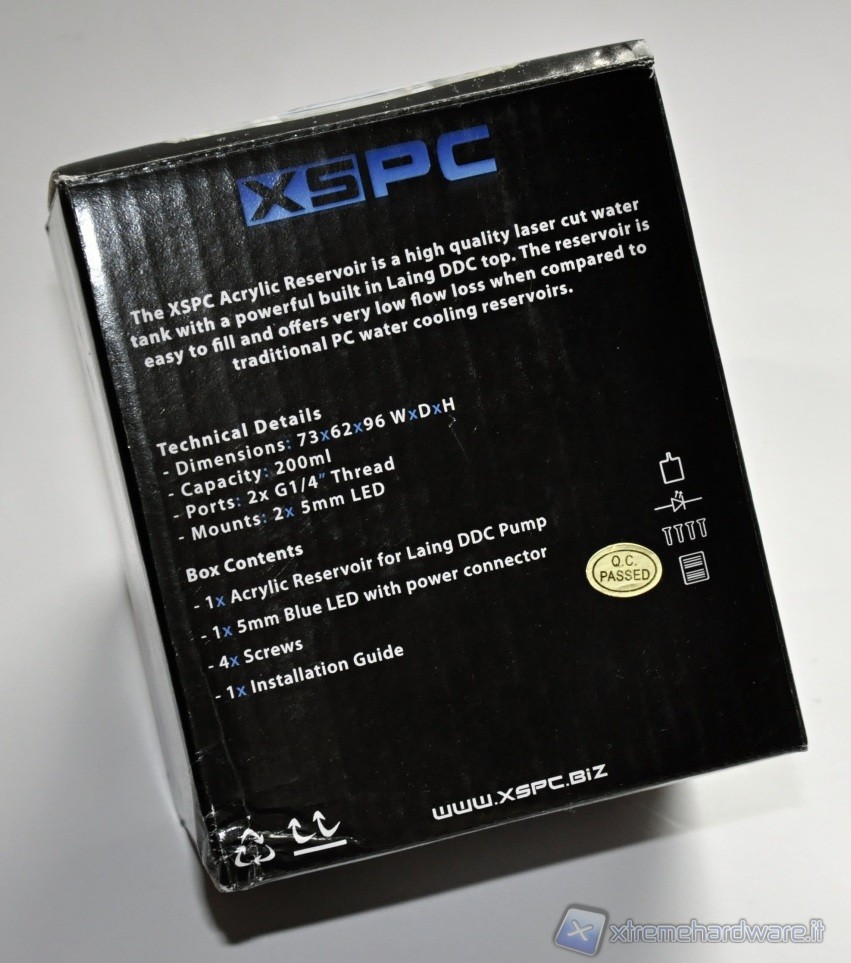 XSPC
The XSPC Acrylic Reservoir is a high quality laser cut water
tank with a powerful built in Laing DDC top. The reservoir is
easy to fill and offers very low flow loss when compared to
traditional PC water cooling reservoirs.
Technical Details
- Dimensions: 73x62x96 WxDxH
- Capacity: 200ml
- Ports: 2x G1/4" Thread
- Mounts: 2x 5mm LED
Box Contents
- 1x Acrylic Reservoir for Laing DDC Pump
- 1x 5mm Blue LED with power connector
- 4x Screws
- 1x Installation Guide
Q.C.
PASSED
www.XSPC.Biz
xtremehardware.it